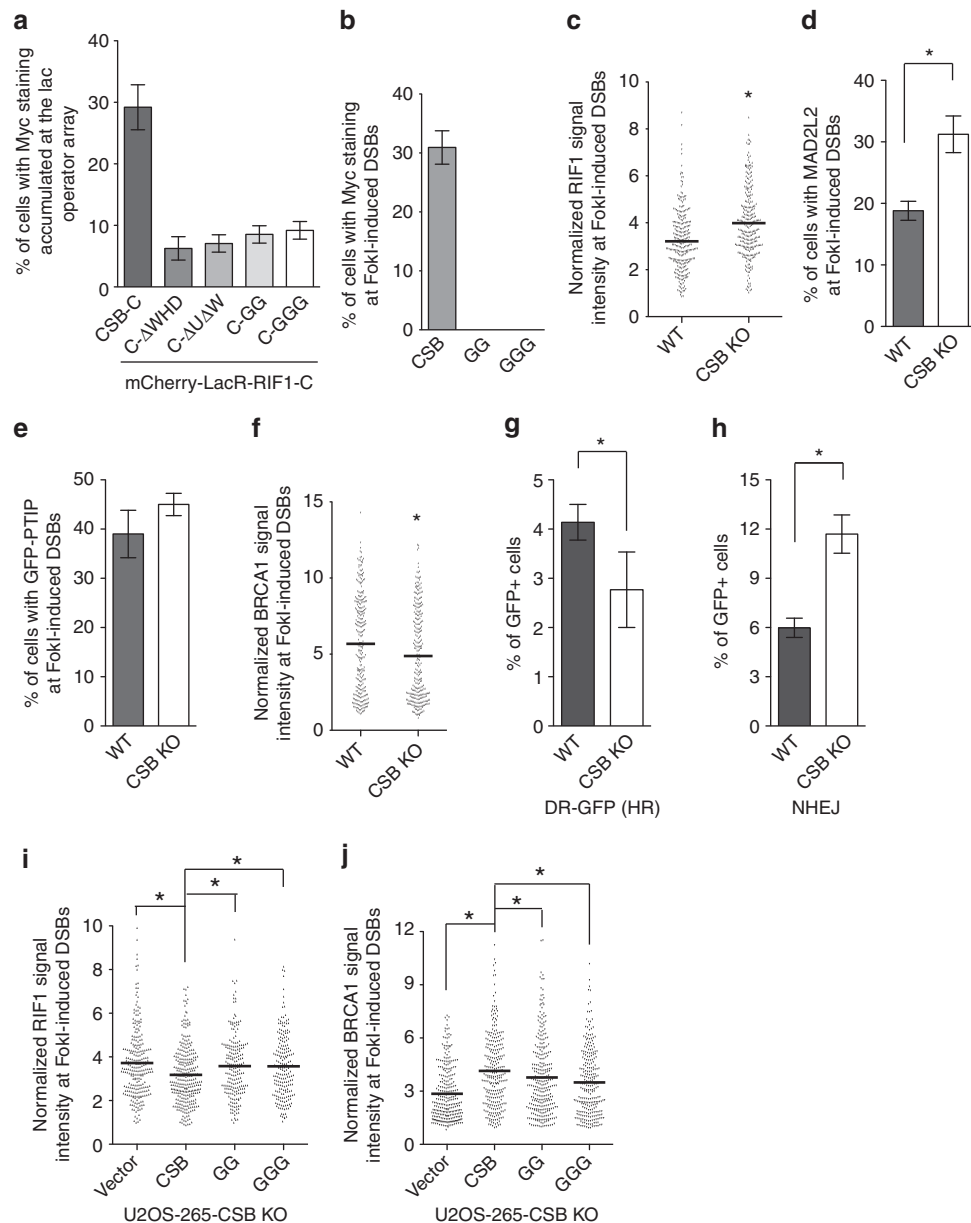 a
% of cells with Myc staining
accumulated at the lac
operator array
40
30
20
10
0
CSB-C
C-ΔWHD
C-ΔUΔW
C-GG
C-GGG
mCherry-LacR-RIF1-C
b
% of cells with Myc staining
at FokI-induced DSBs
40
30
20
10
0
CSB
GG
GGG
c
Normalized RIF1 signal
intensity at FokI-induced DSBs
10
8
6
4
2
0
*
WT
CSB KO
d
% of cells with MAD2L2
at FokI-induced DSBs
40
30
20
10
0
*
WT
CSB KO
e
% of cells with GFP-PTIP
at FokI-induced DSBs
50
40
30
20
10
0
WT
CSB KO
f
Normalized BRCA1 signal
intensity at FokI-induced DSBs
15
10
5
0
*
WT
CSB KO
g
% of GFP+ cells
5
4
3
2
1
0
*
WT
CSB KO
DR-GFP (HR)
h
% of GFP+ cells
15
12
9
6
3
0
*
WT
CSB KO
NHEJ
i
Normalized RIF1 signal
intensity at FokI-induced DSBs
10
8
6
4
2
0
*
*
*
Vector
CSB
GG
GGG
U2OS-265-CSB KO
j
Normalized BRCA1 signal
intensity at FokI-induced DSBs
12
9
6
3
0
*
*
*
Vector
CSB
GG
GGG
U2OS-265-CSB KO